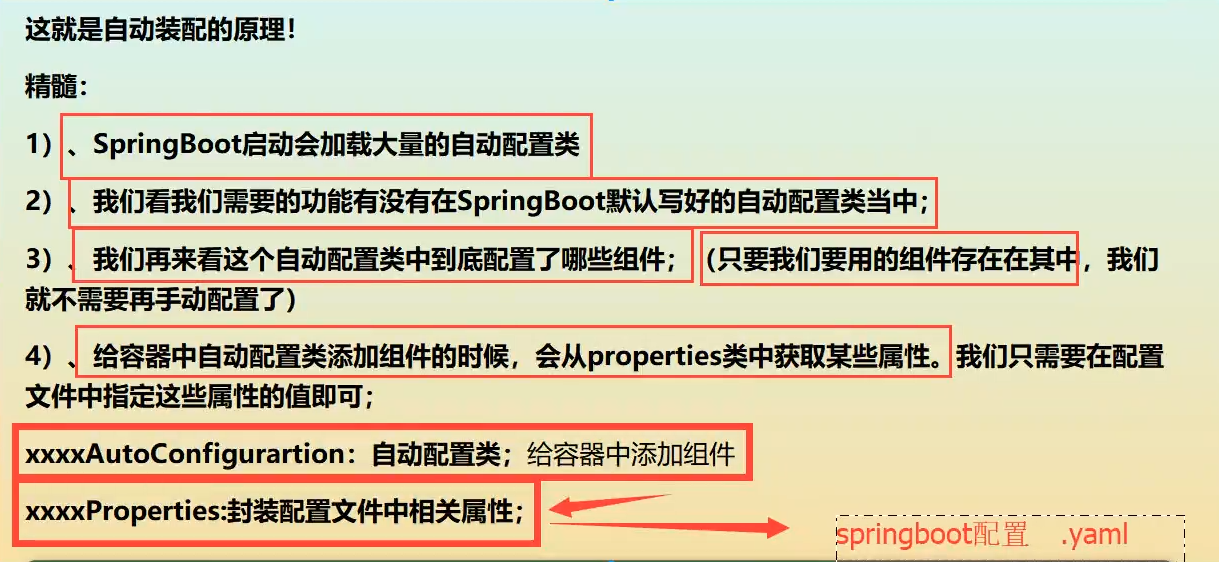 这就是自动装配的原理！
精髓：
1）、SpringBoot启动会加载大量的自动配置类
2）、我们看我们需要的功能有没有在SpringBoot默认写好的自动配置类当中；
3）、我们再来看这个自动配置类中到底配置了哪些组件；（只要我们要用的组件存在在其中，我们
就不需要再手动配置了）
4）、给容器中自动配置类添加组件的时候，会从properties类中获取某些属性。我们只需要在配置
文件中指定这些属性的值即可；
xxxxAutoConfigurartion：自动配置类；给容器中添加组件
xxxxProperties:封装配置文件中相关属性；
springboot配置 .yaml